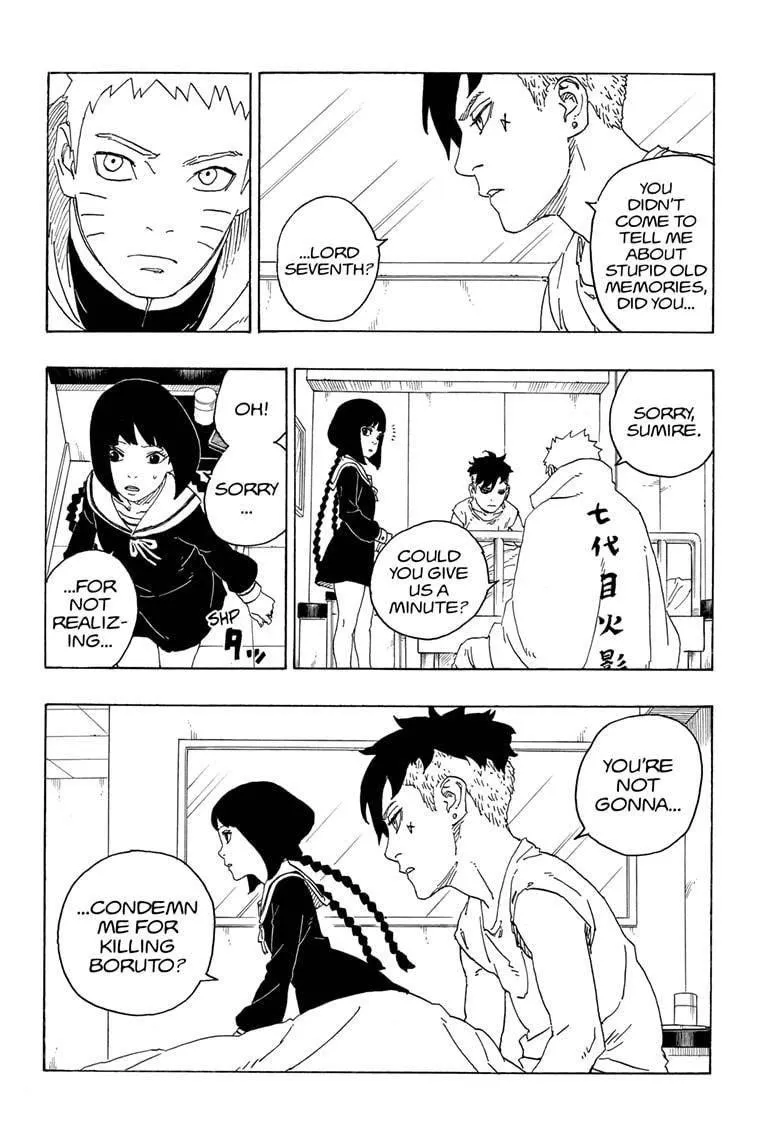 YOU
DIDN'T
COME TO
TELL ME
ABOUT
STUPID OLD
MEMORIES,
DID YOU...
...LORD
SEVENTH?
SORRY,
SUMIRE.
COULD
YOU GIVE
US A
MINUTE?
七代目火影
OH!
SORRY
...
...FOR
NOT
REALIZ-
ING...
SHP
タッ
YOU'RE
NOT
GONNA...
...CONDEMN
ME FOR
KILLING
BORUTO?